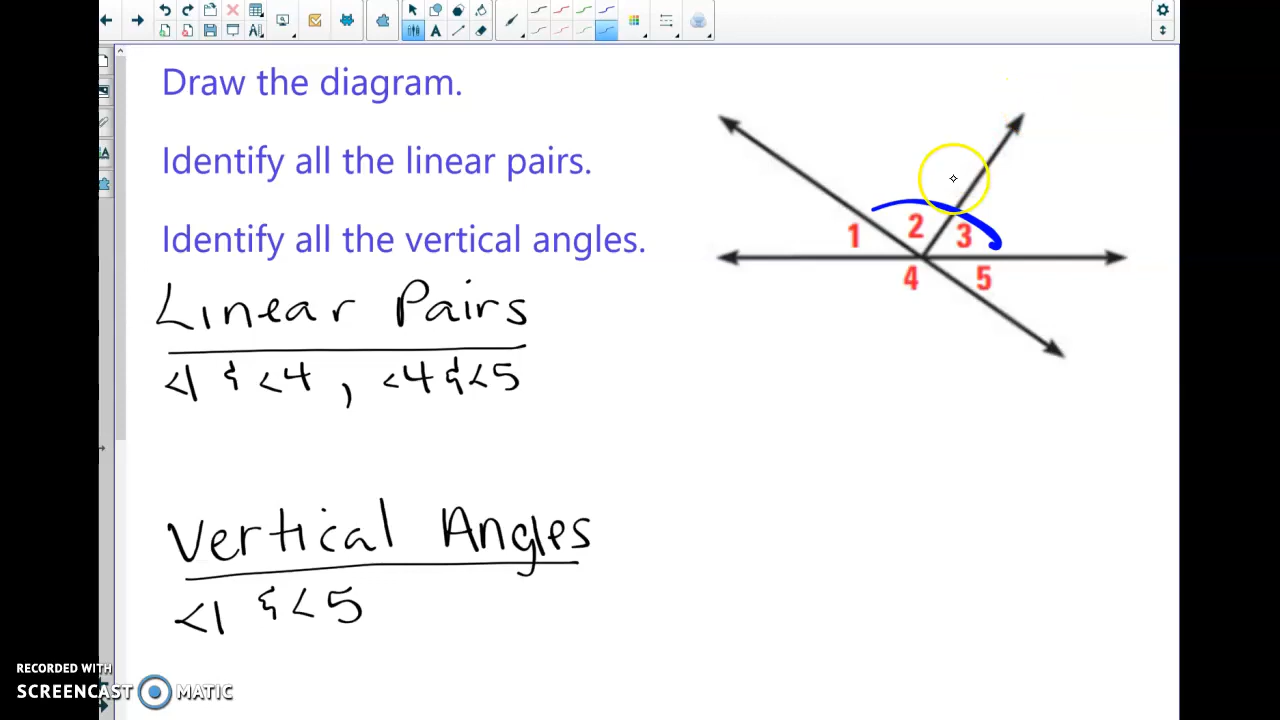 Draw the diagram.
Identify all the linear pairs.
Identify all the vertical angles.
Linear Pairs
<1 & <4 , <4 & <5
Vertical Angles
<1 & <5
1 2 3
4 5
RECORDED WITH
SCREENCAST MATIC